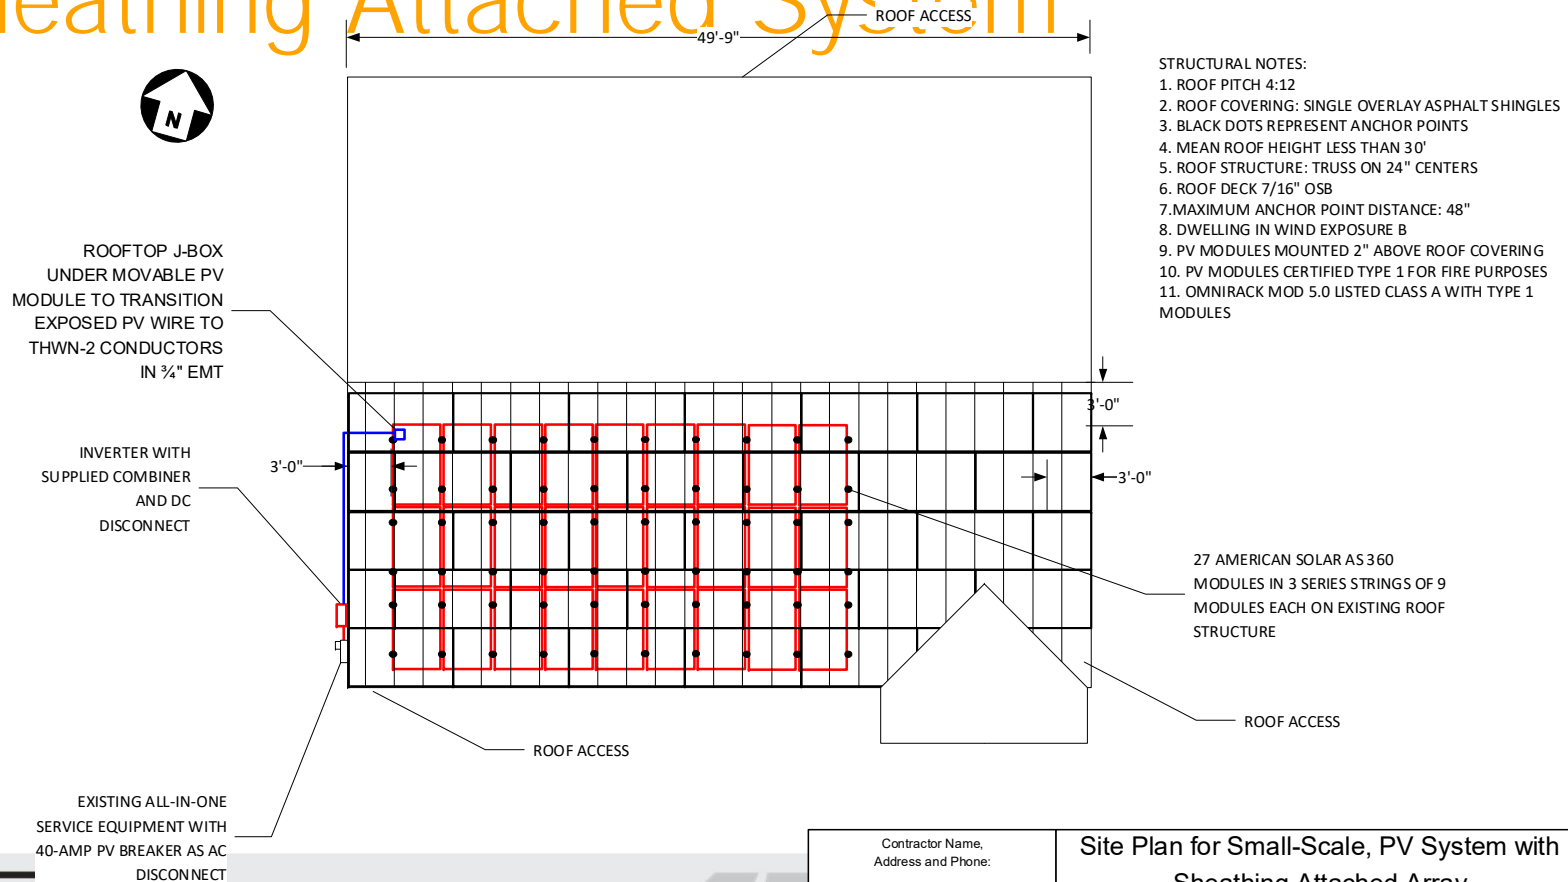 eathing Attached System
ROOF ACCESS
49'-9"
N
STRUCTURAL NOTES:
1. ROOF PITCH 4:12
2. ROOF COVERING: SINGLE OVERLAY ASPHALT SHINGLES
3. BLACK DOTS REPRESENT ANCHOR POINTS
4. MEAN ROOF HEIGHT LESS THAN 30'
5. ROOF STRUCTURE: TRUSS ON 24" CENTERS
6. ROOF DECK 7/16" OSB
7.MAXIMUM ANCHOR POINT DISTANCE: 48"
8. DWELLING IN WIND EXPOSURE B
9. PV MODULES MOUNTED 2" ABOVE ROOF COVERING
10. PV MODULES CERTIFIED TYPE 1 FOR FIRE PURPOSES
11. OMNIRACK MOD 5.0 LISTED CLASS A WITH TYPE 1
MODULES
ROOFTOP J-BOX
UNDER MOVABLE PV
MODULE TO TRANSITION
EXPOSED PV WIRE TO
THWN-2 CONDUCTORS
IN ¾" EMT
3'-0"
INVERTER WITH
SUPPLIED COMBINER
AND DC
DISCONNECT
3'-0"
3'-0"
27 AMERICAN SOLAR AS 360
MODULES IN 3 SERIES STRINGS OF 9
MODULES EACH ON EXISTING ROOF
STRUCTURE
ROOF ACCESS
ROOF ACCESS
EXISTING ALL-IN-ONE
SERVICE EQUIPMENT WITH
40-AMP PV BREAKER AS AC
DISCONNECT
Contractor Name,
Address and Phone:
Site Plan for Small-Scale, PV System with
Sheathing Attached Array